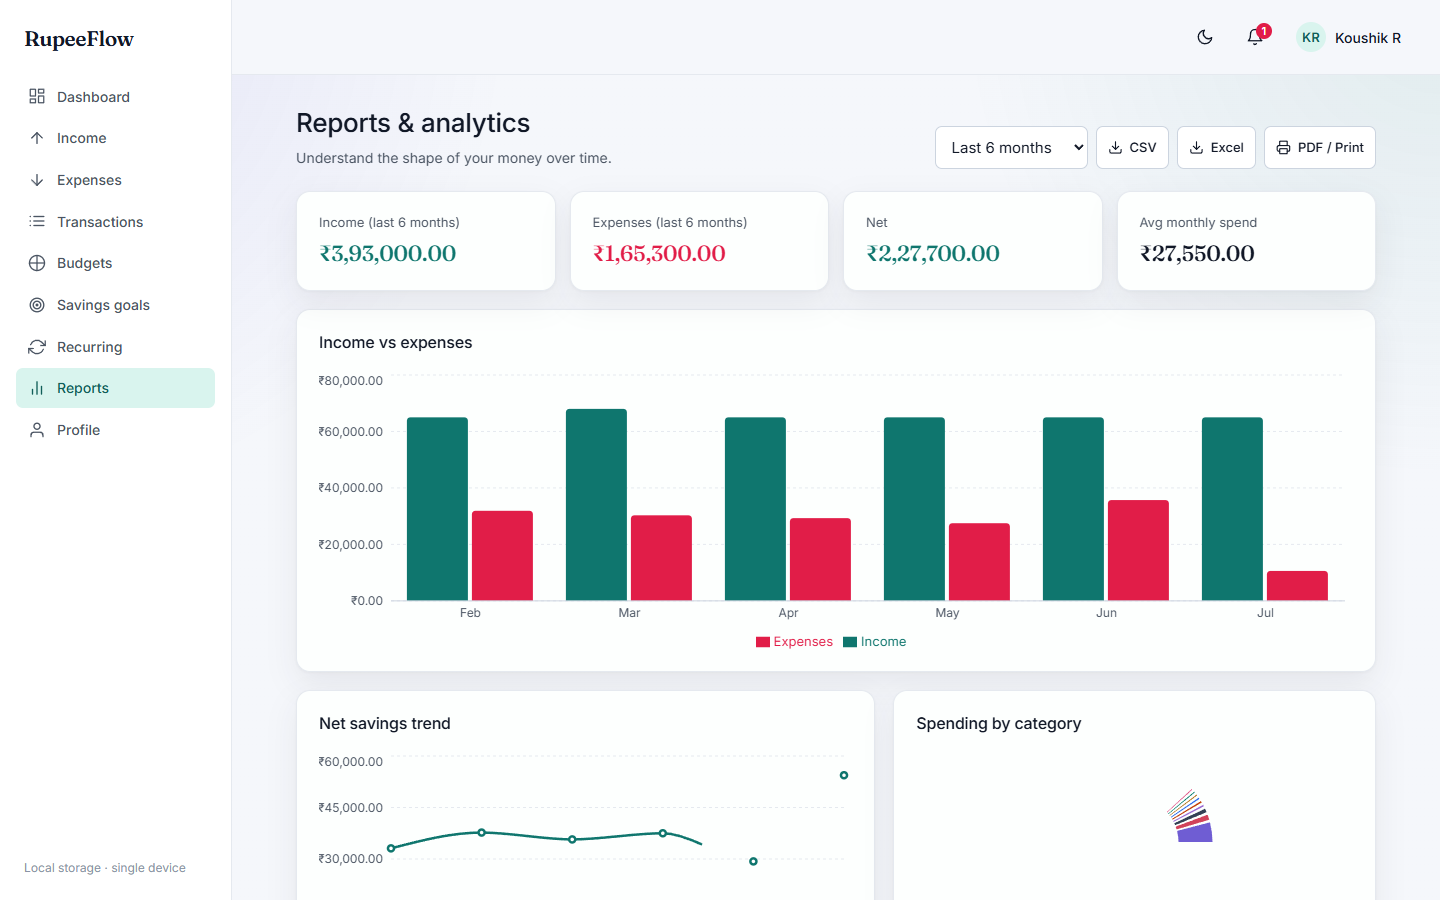 RupeeFlow
Dashboard
Income
Expenses
Transactions
Budgets
Savings goals
Recurring
Reports
Profile
Local storage · single device
1
KR
Koushik R
Reports & analytics
Understand the shape of your money over time.
Last 6 months
CSV
Excel
PDF / Print
Income (last 6 months)
₹3,93,000.00
Expenses (last 6 months)
₹1,65,300.00
Net
₹2,27,700.00
Avg monthly spend
₹27,550.00
Income vs expenses
₹80,000.00
₹60,000.00
₹40,000.00
₹20,000.00
₹0.00
Feb Mar Apr May Jun Jul
Expenses Income
Net savings trend
₹60,000.00
₹45,000.00
₹30,000.00
Spending by category